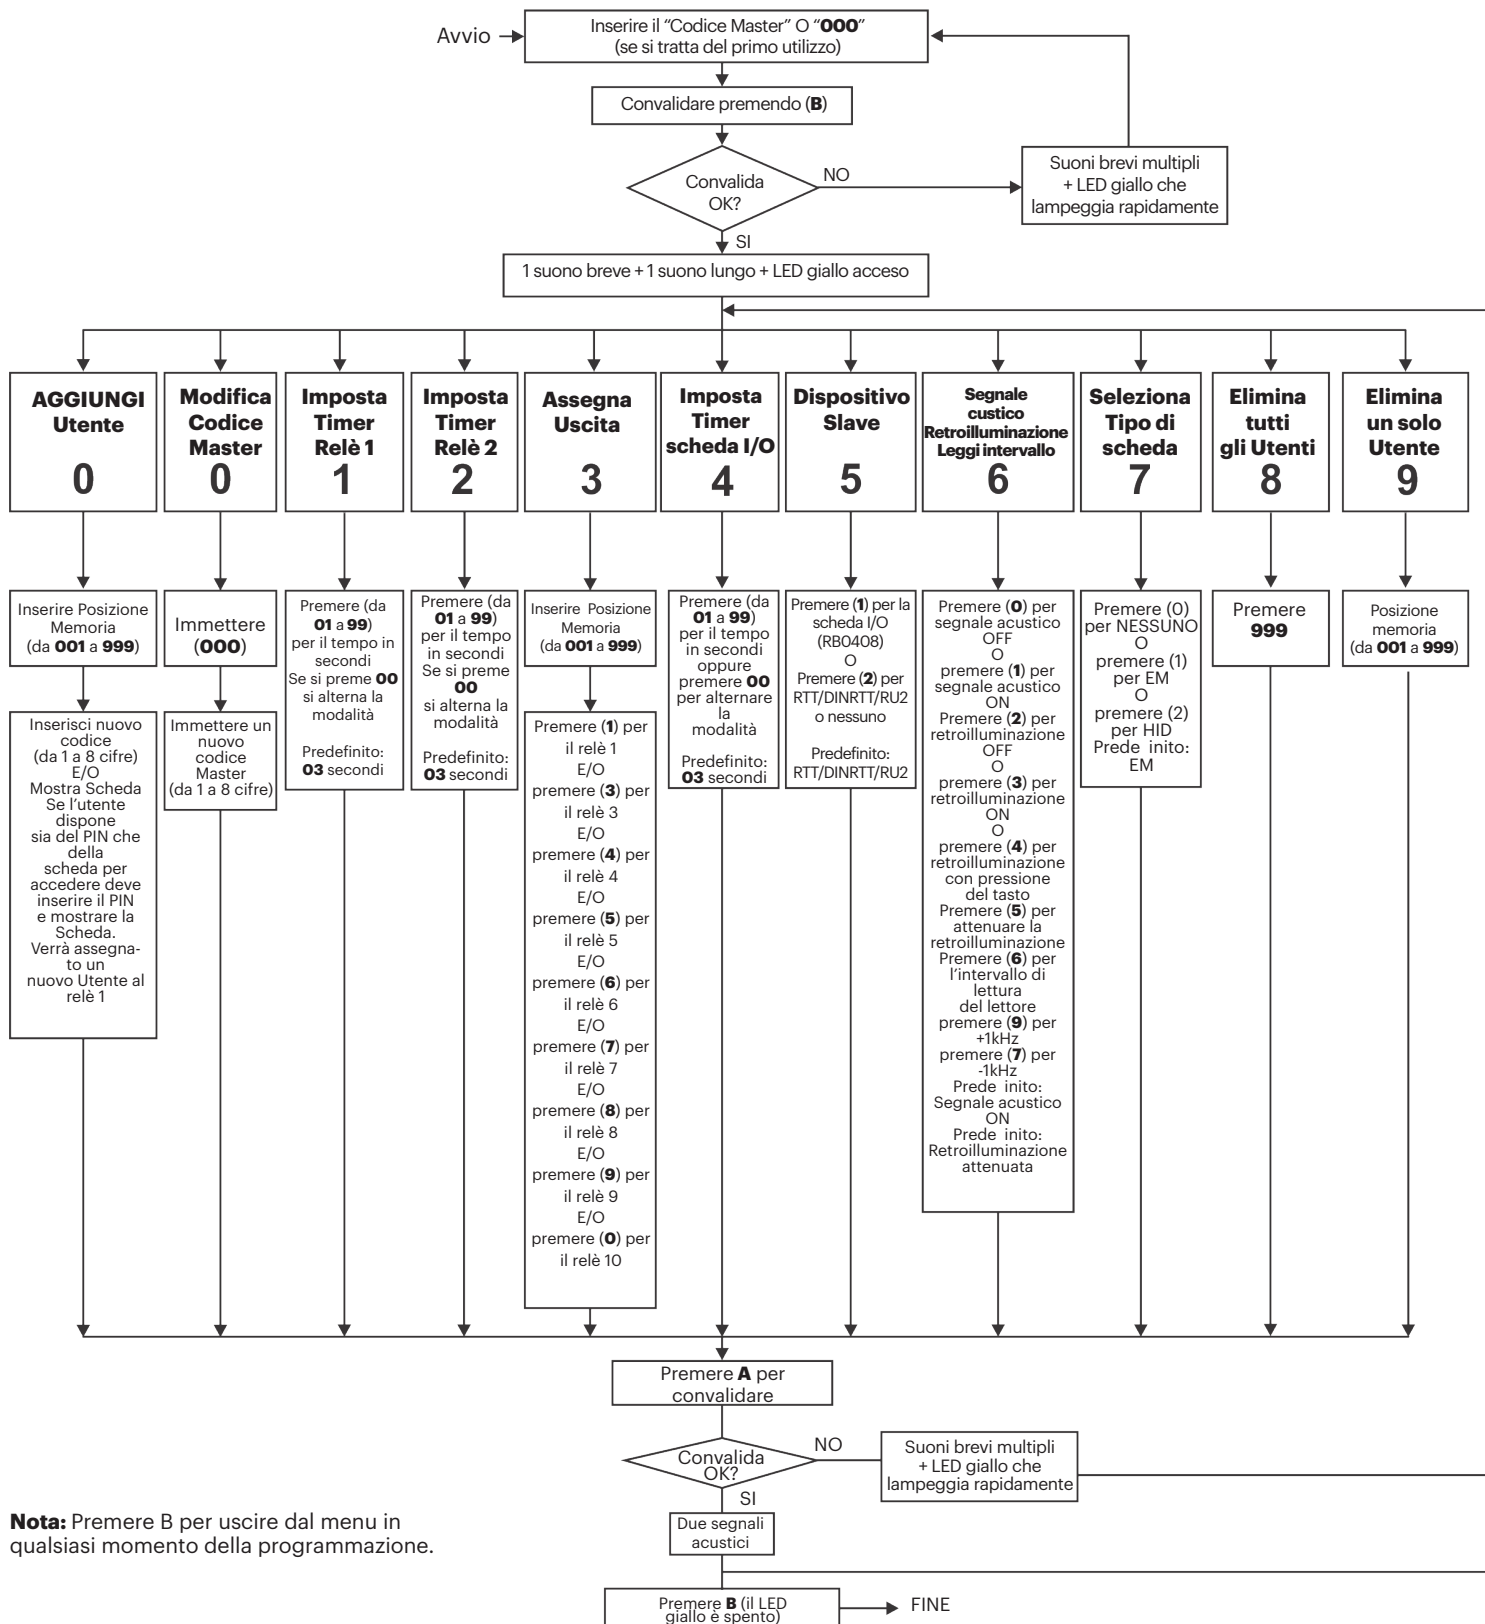 Avvio
Inserire il “Codice Master” O “000”
(se si tratta del primo utilizzo)
Convalidare premendo (B)
Convalida
OK?
NO
Suoni brevi multipli
+ LED giallo che
lampeggia rapidamente
SI
1 suono breve + 1 suono lungo + LED giallo acceso
AGGIUNGI
Utente
0
Modifica
Codice
Master
0
Imposta
Timer
Relè 1
1
Imposta
Timer
Relè 2
2
Assegna
Uscita
3
Imposta
Timer
scheda I/O
4
Dispositivo
Slave
5
Segnale
custico
Retroilluminazione
Leggi intervallo
6
Seleziona
Tipo di
scheda
7
Elimina
tutti
gli Utenti
8
Elimina
un solo
Utente
9
Inserire Posizione
Memoria
(da 001 a 999)
Inserisci nuovo
codice
(da 1 a 8 cifre)
E/O
Mostra Scheda
Se l’utente
dispone
sia del PIN che
della
scheda per
accedere deve
inserire il PIN
e mostrare la
Scheda.
Verrà assegna-
to un
nuovo Utente al
relè 1
Immettere
(000)
Immettere un
nuovo
codice
Master
(da 1 a 8 cifre)
Premere (da
01 a 99)
per il tempo in
secondi
Se si preme 00
si alterna la
modalità
Predefinito:
03 secondi
Premere (da
01 a 99)
per il tempo
in secondi
Se si preme
00
si alterna la
modalità
Predefinito:
03 secondi
Inserire Posizione
Memoria
(da 001 a 999)
Premere (1) per
il relè 1
E/O
premere (3) per
il relè 3
E/O
premere (4) per
il relè 4
E/O
premere (5) per
il relè 5
E/O
premere (6) per
il relè 6
E/O
premere (7) per
il relè 7
E/O
premere (8) per
il relè 8
E/O
premere (9) per
il relè 9
E/O
premere (0) per
il relè 10
Premere (da
01 a 99)
per il tempo
in secondi
oppure
premere 00
per alternare
la
modalità
Predefinito:
03 secondi
Premere (1) per la
scheda I/O
(RB0408)
O
Premere (2) per
RTT/DINRTT/RU2
o nessuno
Predefinito:
RTT/DINRTT/RU2
Premere (0) per
segnale acustico
OFF
O
premere (1) per
segnale acustico
ON
Premere (2) per
retroilluminazione
OFF
O
premere (3) per
retroilluminazione
ON
O
premere (4) per
retroilluminazione
con pressione
del tasto
Premere (5) per
attenuare la
retroilluminazione
Premere (6) per
l’intervallo di
lettura
del lettore
premere (9) per
+1kHz
premere (7) per
-1kHz
Prede inito:
Segnale acustico
ON
Prede inito:
Retroilluminazione
attenuata
Premere (0)
per NESSUNO
O
premere (1)
per EM
O
premere (2)
per HID
Prede inito:
EM
Premere
999
Posizione
memoria
(da 001 a 999)
Premere A per
convalidare
Convalida
OK?
NO
Suoni brevi multipli
+ LED giallo che
lampeggia rapidamente
SI
Due segnali
acustici
Nota: Premere B per uscire dal menu in
qualsiasi momento della programmazione.
Premere B (il LED
giallo è spento)
FINE